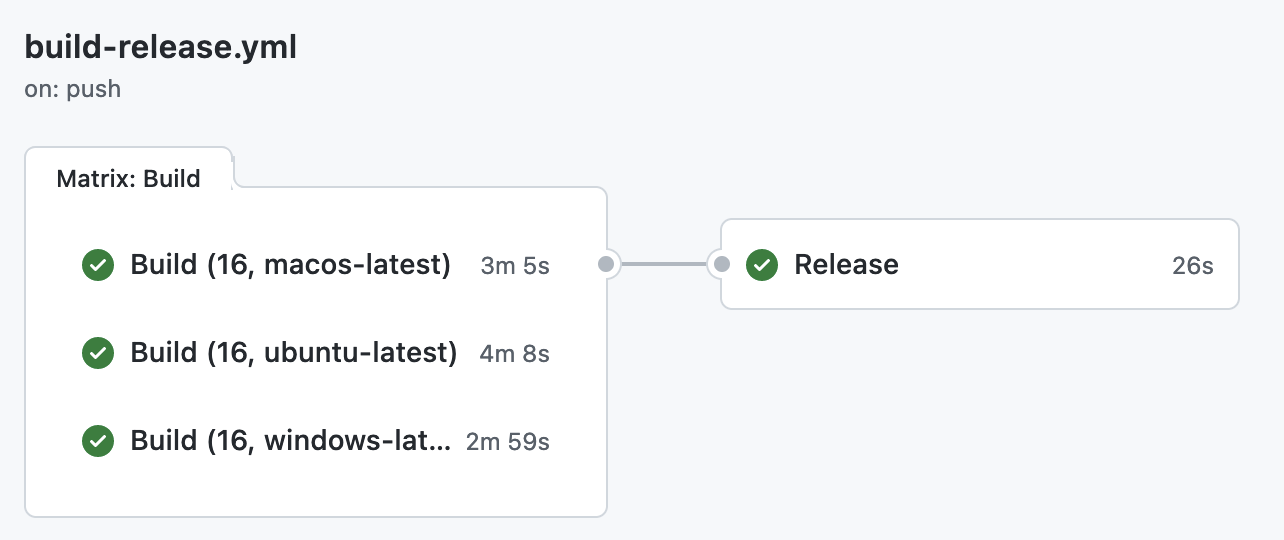 build-release.yml
on: push
Matrix: Build
Build (16, macos-latest) 3m 5s
Build (16, ubuntu-latest) 4m 8s
Build (16, windows-lat... 2m 59s
Release 26s